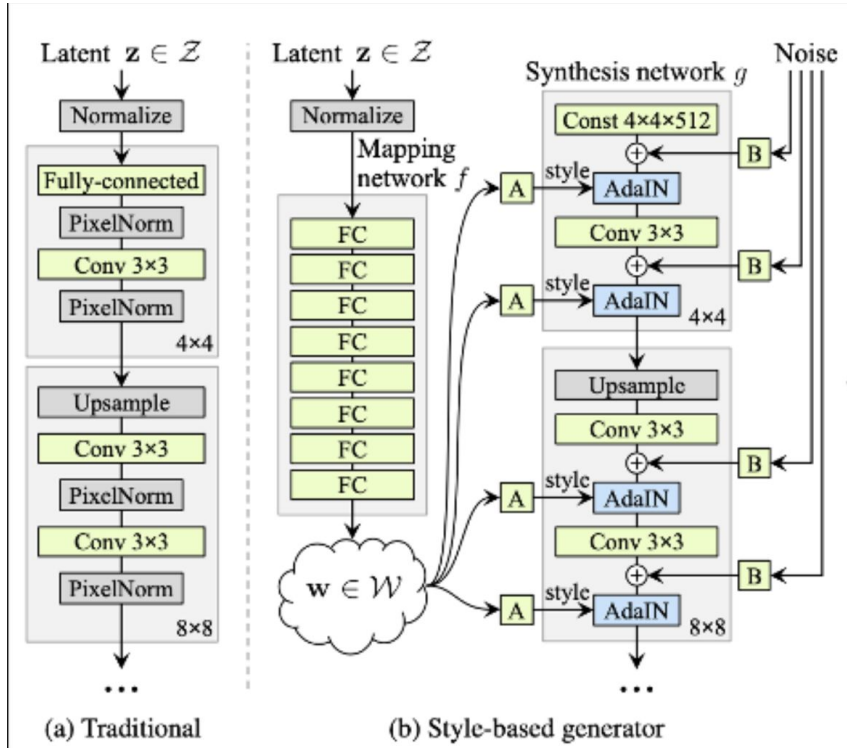 Latent z ∈ Z
Normalize
Fully-connected
PixelNorm
Conv 3×3
PixelNorm
4×4
Upsample
Conv 3×3
PixelNorm
Conv 3×3
PixelNorm
8×8
...
(a) Traditional
Latent z ∈ Z
Normalize
Mapping
network f
FC
FC
FC
FC
FC
FC
FC
FC
w ∈ W
Noise
Synthesis network g
Const 4×4×512
B
A
style
AdaIN
Conv 3×3
B
A
style
AdaIN
4×4
Upsample
Conv 3×3
B
A
style
AdaIN
Conv 3×3
B
A
style
AdaIN
8×8
...
(b) Style-based generator